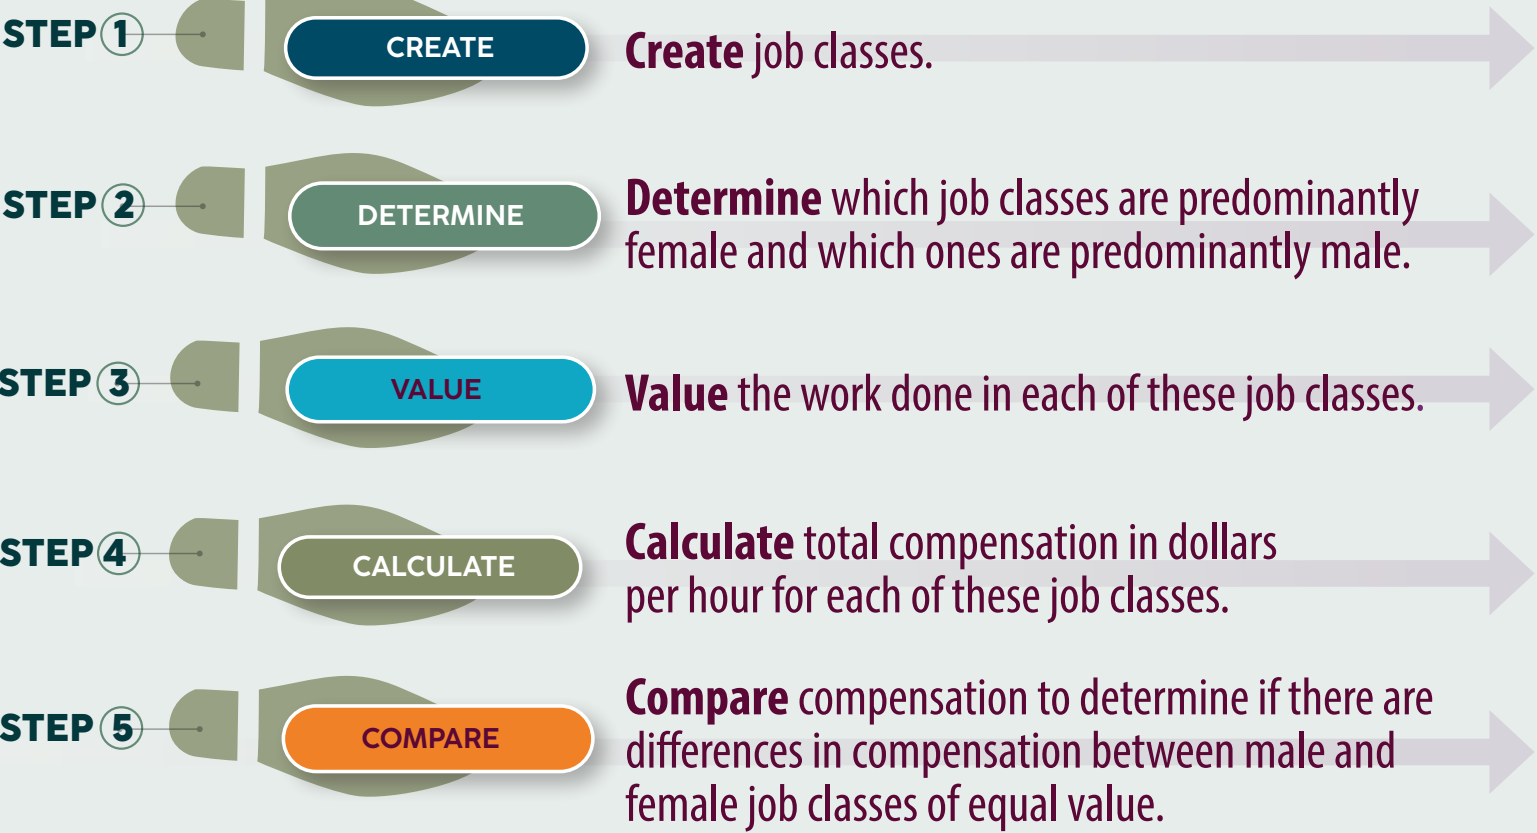 STEP 1
CREATE
Create job classes.
STEP 2
DETERMINE
Determine which job classes are predominantly
female and which ones are predominantly male.
STEP 3
VALUE
Value the work done in each of these job classes.
STEP 4
CALCULATE
Calculate total compensation in dollars
per hour for each of these job classes.
STEP 5
COMPARE
Compare compensation to determine if there are
differences in compensation between male and
female job classes of equal value.